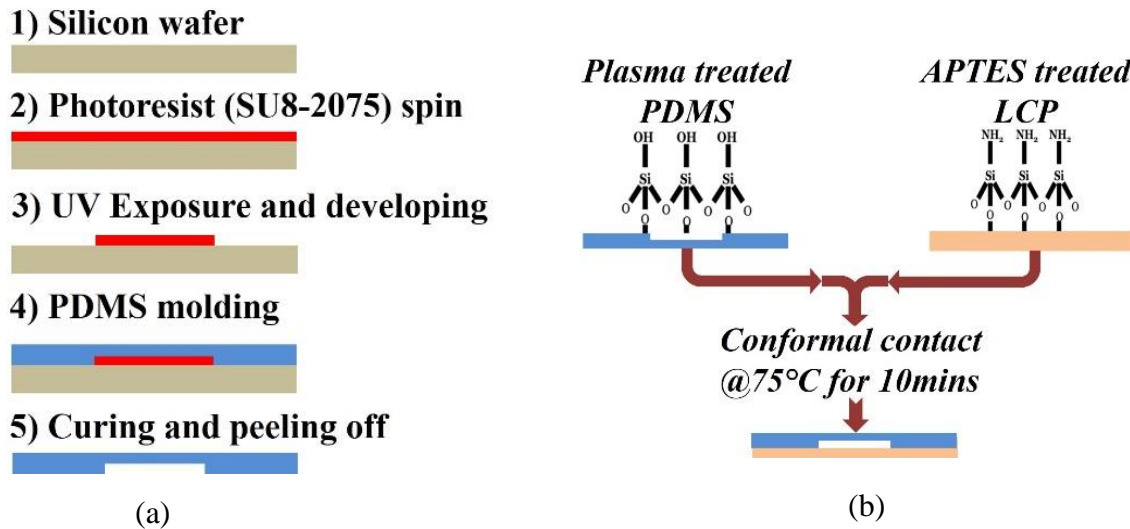 1) Silicon wafer
2) Photoresist (SU8-2075) spin
3) UV Exposure and developing
4) PDMS molding
5) Curing and peeling off
(a)
Plasma treated
PDMS
OH OH OH
Si Si Si
O O O O
O O O
APTES treated
LCP
NH₂ NH₂ NH₂
Si Si Si
O O O O
O O O
Conformal contact
@75°C for 10mins
(b)